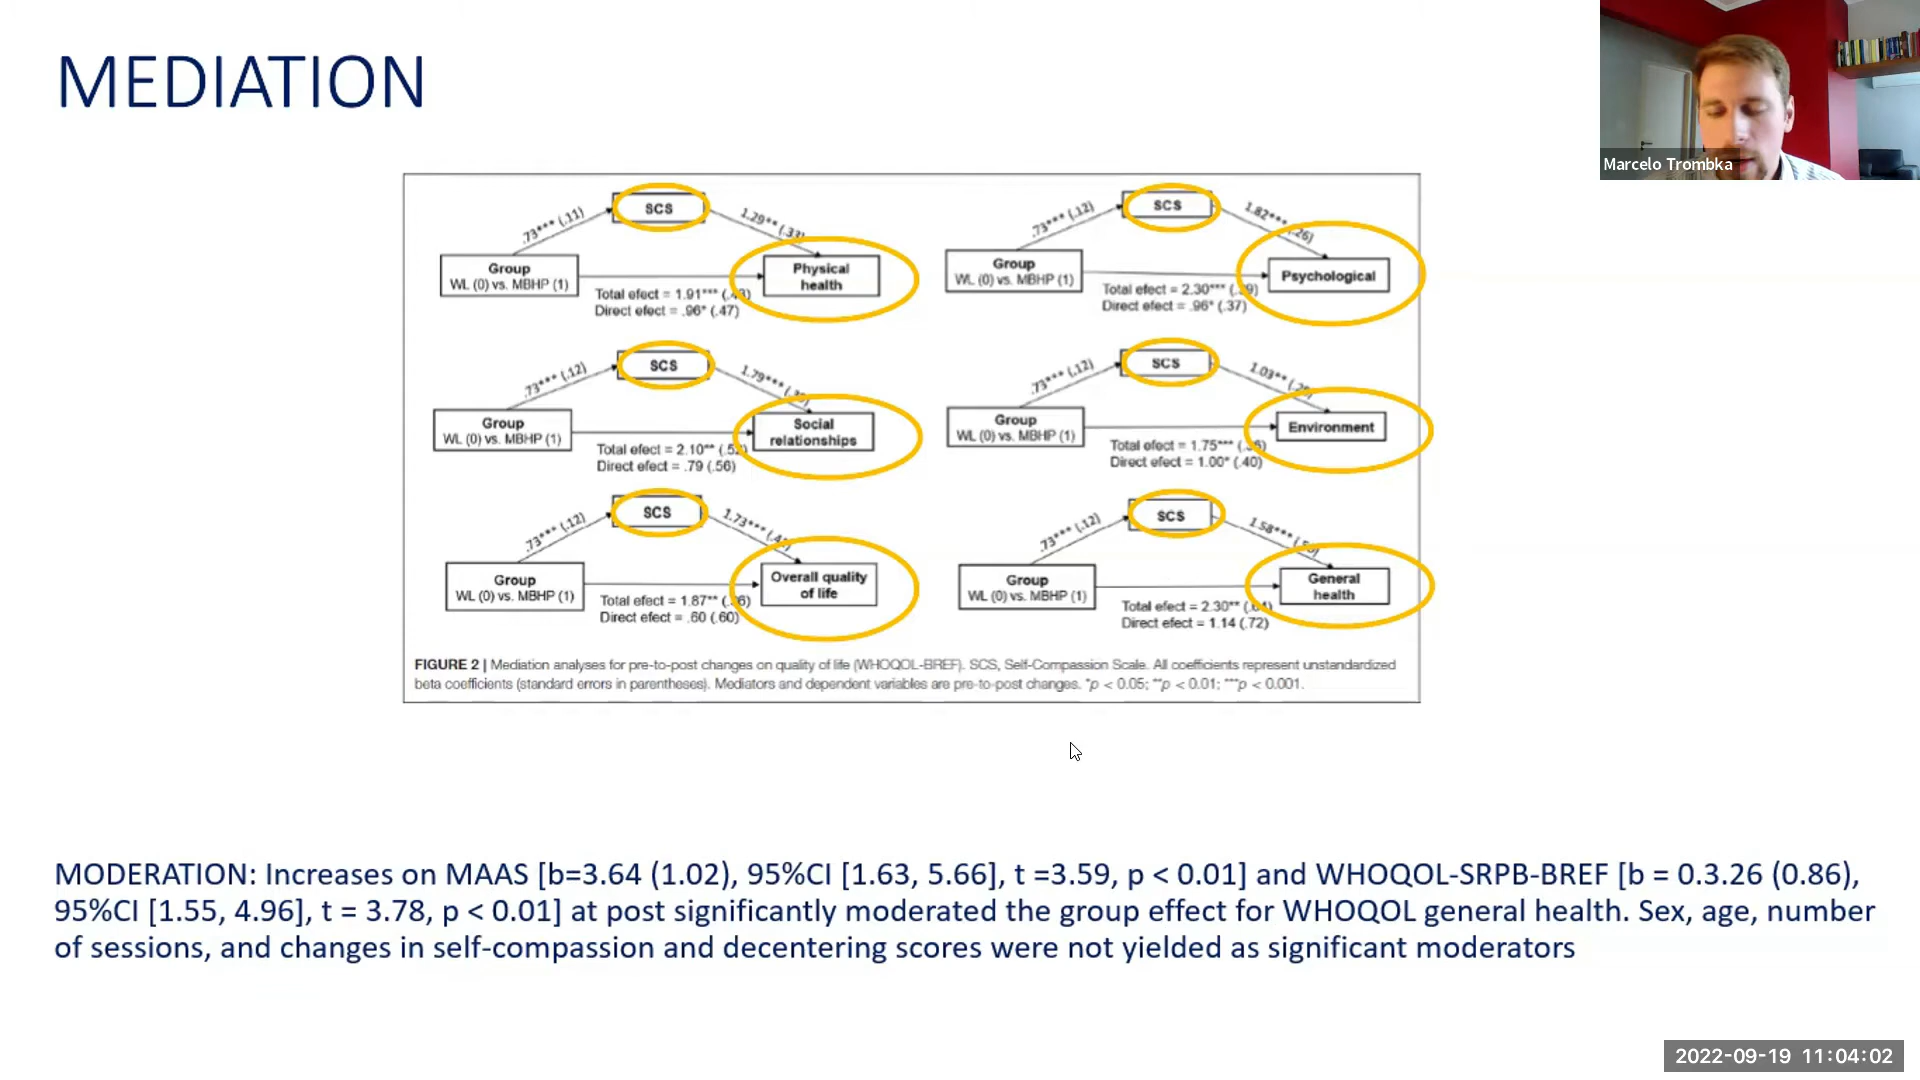 MEDIATION
Marcelo Trombka
SCS
.73*** (.11)
1.29** (.33)
Group
WL (0) vs. MBHP (1)
Physical
health
Total efect = 1.91***
Direct efect = .96* (.47)
SCS
.73*** (.12)
1.82***
Group
WL (0) vs. MBHP (1)
Psychological
Total efect = 2.30***
Direct efect = .96* (.37)
SCS
.73*** (.12)
1.79***
Group
WL (0) vs. MBHP (1)
Social
relationships
Total efect = 2.10**
Direct efect = .79 (.56)
SCS
.73*** (.12)
1.03**
Group
WL (0) vs. MBHP (1)
Environment
Total efect = 1.75***
Direct efect = 1.00* (.40)
SCS
.73*** (.12)
1.73***
Group
WL (0) vs. MBHP (1)
Overall quality
of life
Total efect = 1.87**
Direct efect = .60 (.60)
SCS
.73*** (.12)
1.58***
Group
WL (0) vs. MBHP (1)
General
health
Total efect = 2.30**
Direct efect = 1.14 (.72)
FIGURE 2 | Mediation analyses for pre-to-post changes on quality of life (WHOQOL-BREF). SCS, Self-Compassion Scale. All coefficients represent unstandardized
beta coefficients (standard errors in parentheses). Mediators and dependent variables are pre-to-post changes. *p < 0.05; **p < 0.01; ***p < 0.001.
MODERATION: Increases on MAAS [b=3.64 (1.02), 95%CI [1.63, 5.66], t =3.59, p < 0.01] and WHOQOL-SRPB-BREF [b = 0.3.26 (0.86),
95%CI [1.55, 4.96], t = 3.78, p < 0.01] at post significantly moderated the group effect for WHOQOL general health. Sex, age, number
of sessions, and changes in self-compassion and decentering scores were not yielded as significant moderators
2022-09-19 11:04:02